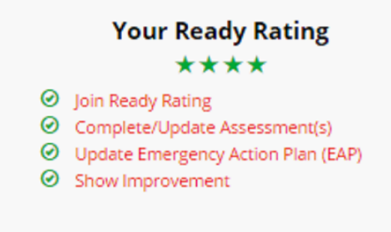 Your Ready Rating
Join Ready Rating
Complete/Update Assessment(s)
Update Emergency Action Plan (EAP)
Show Improvement